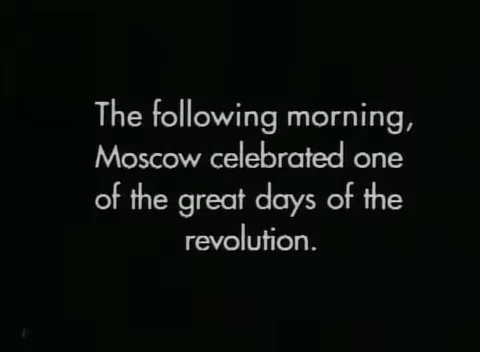 The following morning,
Moscow celebrated one
of the great days of the
revolution.